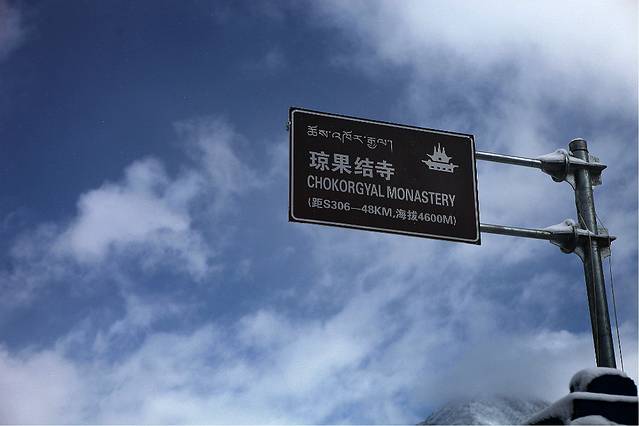 ཆོས་འཁོར་རྒྱལ།
琼果结寺
CHOKORGYAL MONASTERY
(距S306—48KM,海拔4600M)